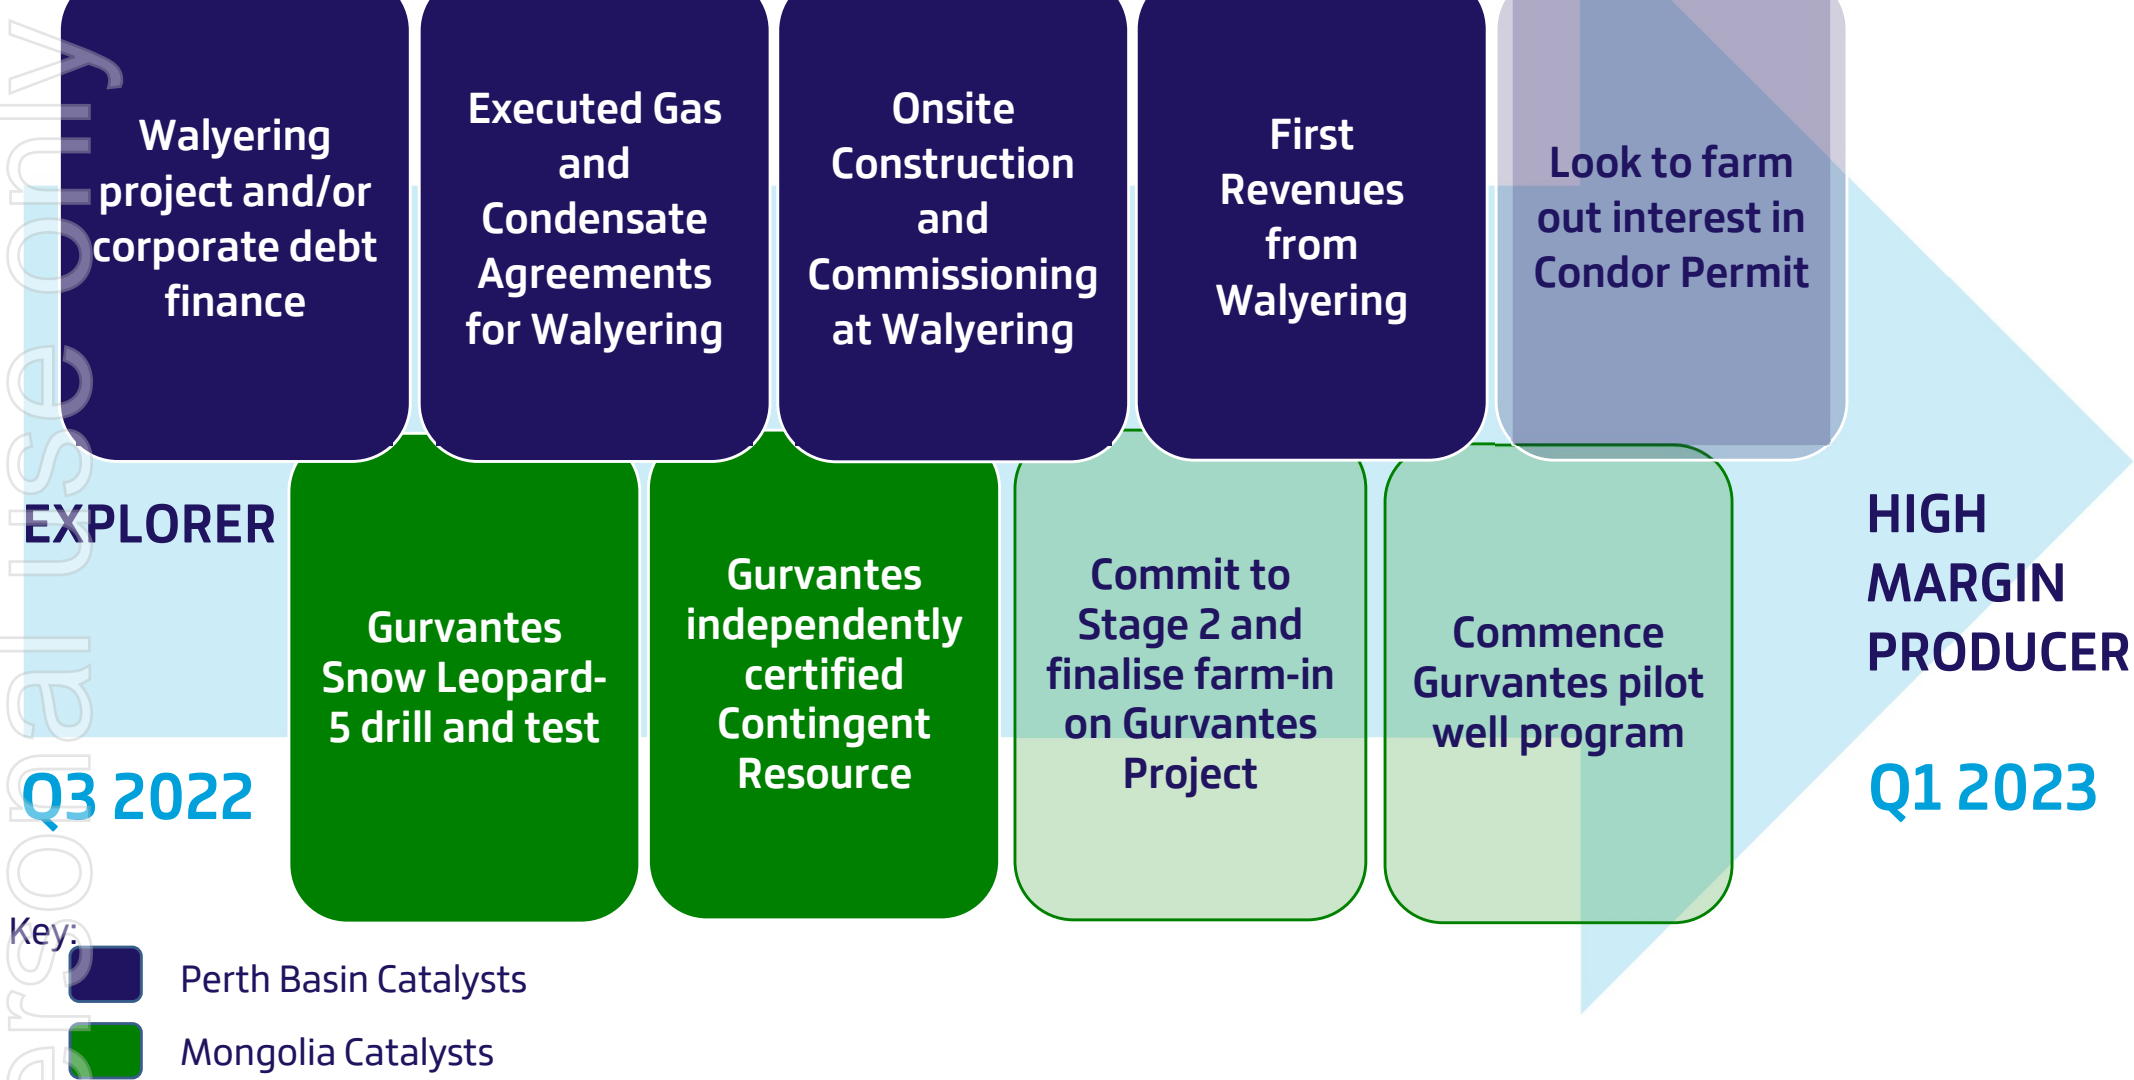 Walyering
project and/or
corporate debt
finance
Executed Gas
and
Condensate
Agreements
for Walyering
Onsite
Construction
and
Commissioning
at Walyering
First
Revenues
from
Walyering
Look to farm
out interest in
Condor Permit
EXPLORER
Q3 2022
Gurvantes
Snow Leopard-
5 drill and test
Gurvantes
independently
certified
Contingent
Resource
Commit to
Stage 2 and
finalise farm-in
on Gurvantes
Project
Commence
Gurvantes pilot
well program
HIGH
MARGIN
PRODUCER
Q1 2023
Key:
Perth Basin Catalysts
Mongolia Catalysts
ersonal use only